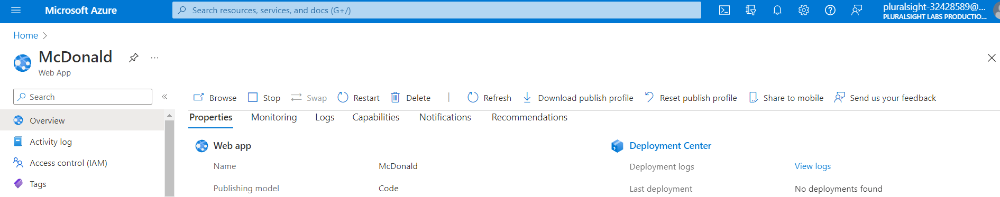 Microsoft Azure
Search resources, services, and docs (G+/)
pluralsight-32428589@...
PLURALSIGHT LABS PRODUCTIO...
Home
McDonald
...
Web App
Search
Browse
Stop
Swap
Restart
Delete
Refresh
Download publish profile
Reset publish profile
Share to mobile
Send us your feedback
Overview
Activity log
Access control (IAM)
Tags
Properties
Monitoring
Logs
Capabilities
Notifications
Recommendations
Web app
Name McDonald
Publishing model Code
Deployment Center
Deployment logs View logs
Last deployment No deployments found